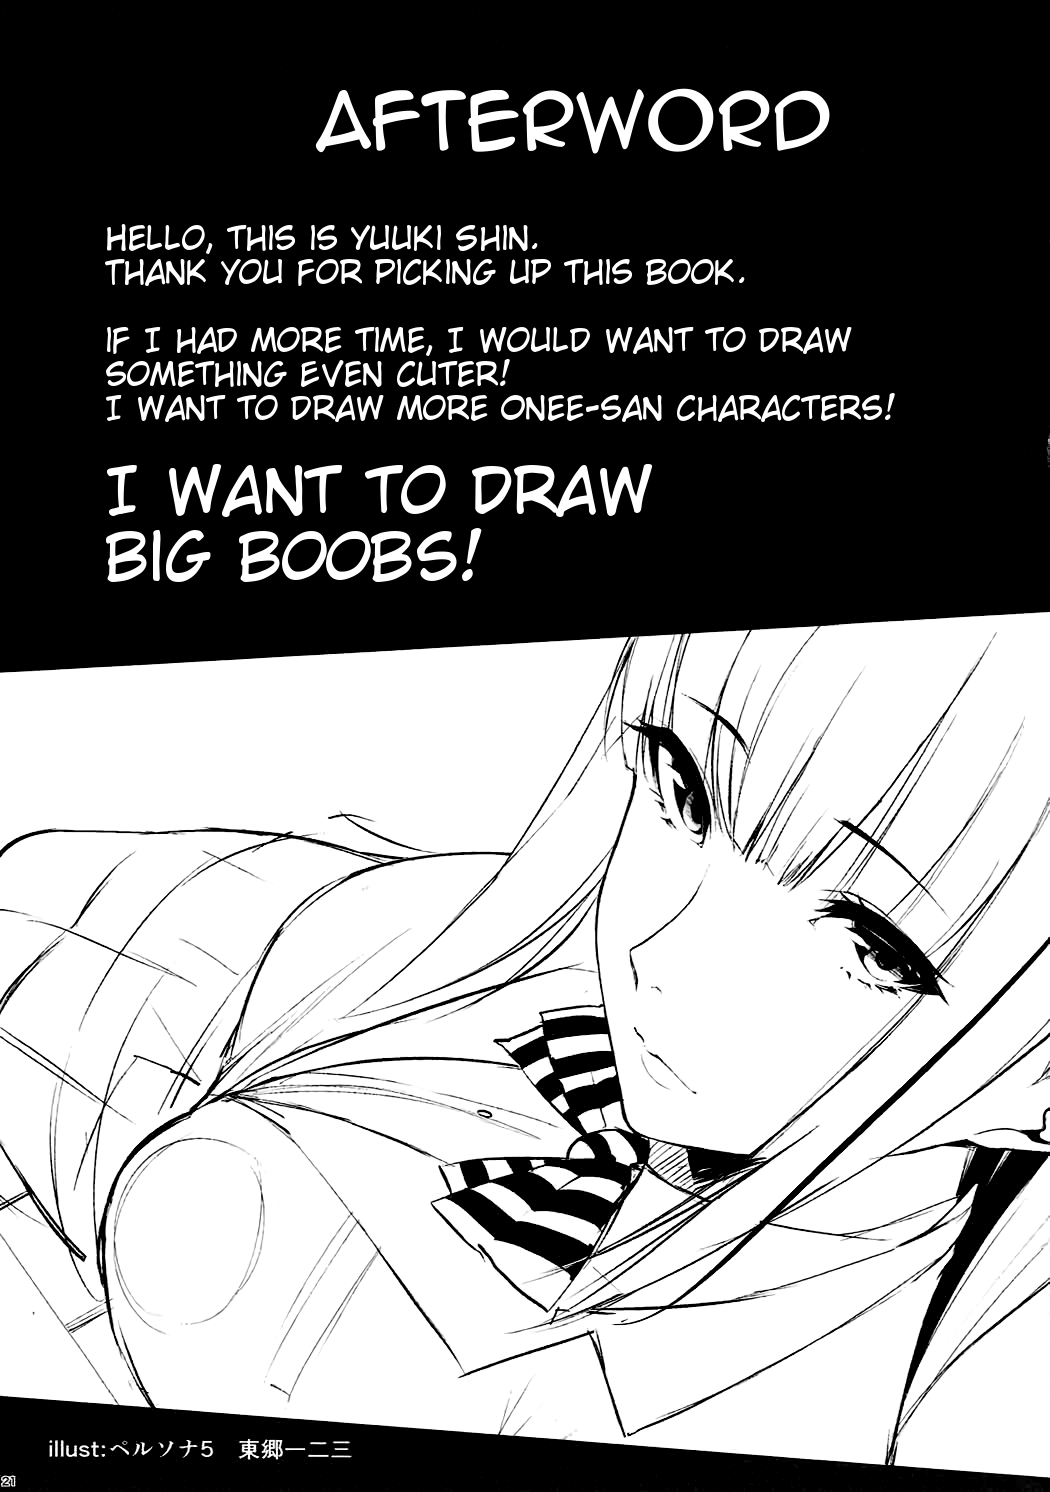 AFTERWORD
HELLO, THIS IS YUUKI SHIN.
THANK YOU FOR PICKING UP THIS BOOK.
IF I HAD MORE TIME, I WOULD WANT TO DRAW
SOMETHING EVEN CUTER!
I WANT TO DRAW MORE ONEE-SAN CHARACTERS!
I WANT TO DRAW
BIG BOOBS!
illust:ペルソナ5　東郷一二三
21